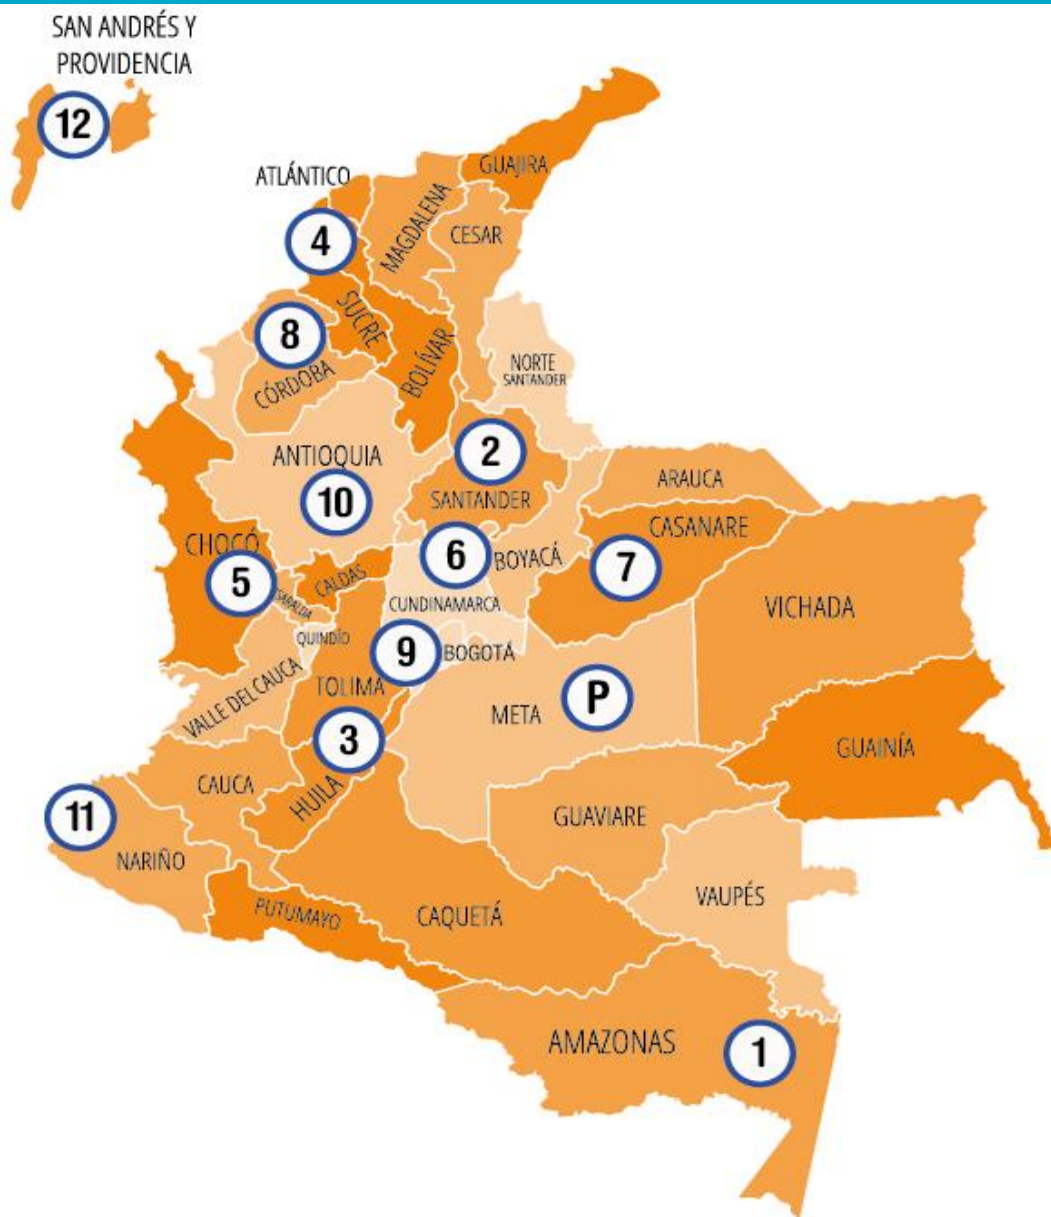 SAN ANDRÉS Y
PROVIDENCIA
12
ATLÁNTICO
GUAJIRA
MAGDALENA
CESAR
4
SUCRE
8
BOLÍVAR
NORTE
SANTANDER
CÓRDOBA
ANTIOQUIA
2
10
SANTANDER
ARAUCA
CHOCÓ
CASANARE
6
BOYACÁ
7
5
CALDAS
CUNDINAMARCA
VICHADA
QUINDÍO
9
BOGOTÁ
VALLE DEL CAUCA
TOLIMA
META
P
3
GUAINÍA
CAUCA
HUILA
11
GUAVIARE
NARIÑO
VAUPÉS
PUTUMAYO
CAQUETÁ
AMAZONAS
1